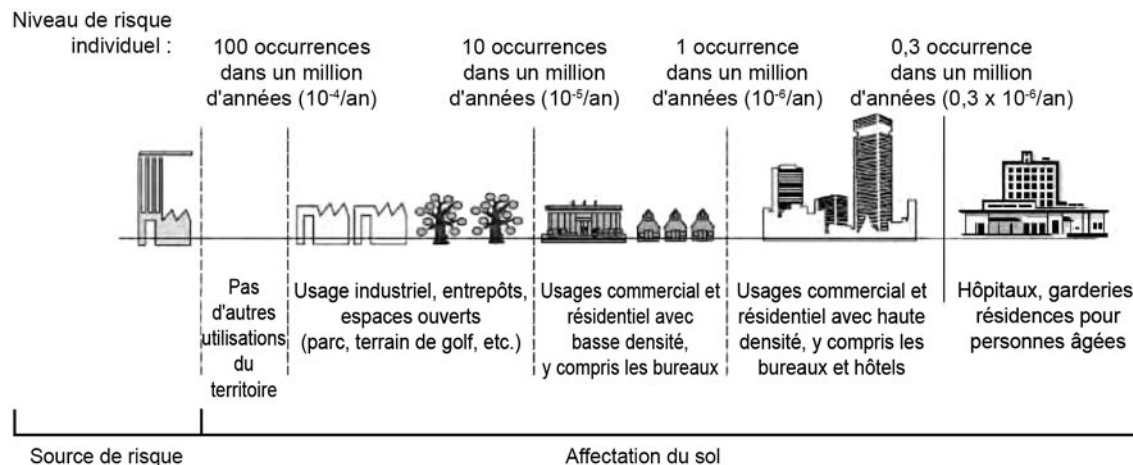 Niveau de risque
individuel :
100 occurrences
dans un million
d'années (10⁻⁴/an)
10 occurrences
dans un million
d'années (10⁻⁵/an)
1 occurrence
dans un million
d'années (10⁻⁶/an)
0,3 occurrence
dans un million
d'années (0,3 x 10⁻⁶/an)
Pas
d'autres
utilisations
du
territoire
Usage industriel, entrepôts,
espaces ouverts
(parc, terrain de golf, etc.)
Usages commercial et
résidentiel avec
basse densité,
y compris les bureaux
Usages commercial et
résidentiel avec haute
densité, y compris les
bureaux et hôtels
Hôpitaux, garderies
résidences pour
personnes âgées
Source de risque
Affectation du sol